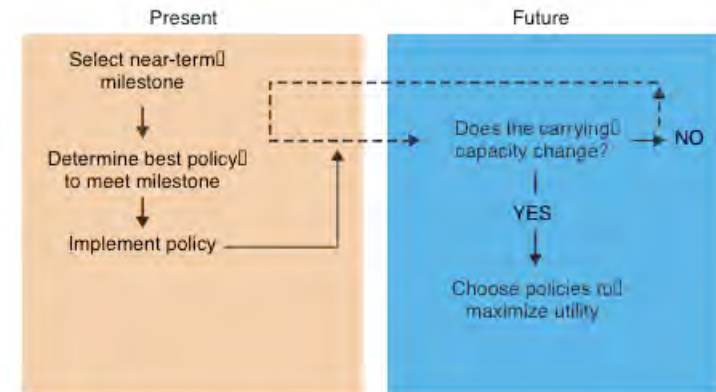 Present
Future
Select near-term
milestone
Determine best policy
to meet milestone
Implement policy
Does the carrying
capacity change?
NO
YES
Choose policies to
maximize utility